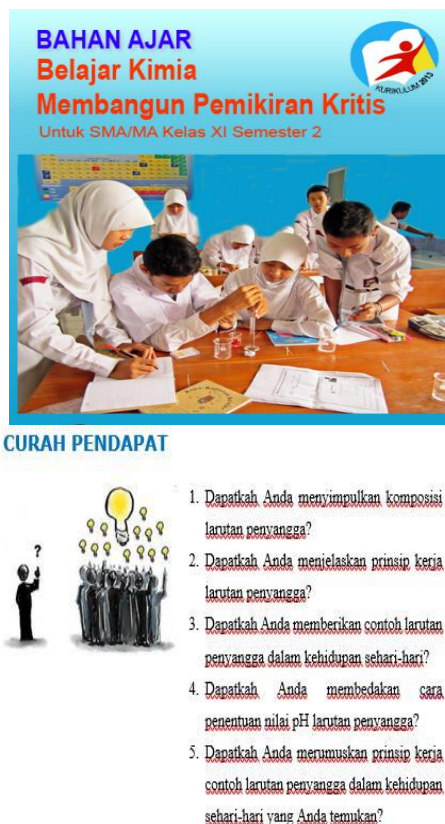 BAHAN AJAR
Belajar Kimia
Membangun Pemikiran Kritis
Untuk SMA/MA Kelas XI Semester 2
KURIKULUM 2013
CURAH PENDAPAT
?
1. Dapatkah Anda menyimpulkan komposisi
larutan penyangga?
2. Dapatkah Anda menjelaskan prinsip kerja
larutan penyangga?
3. Dapatkah Anda memberikan contoh larutan
penyangga dalam kehidupan sehari-hari?
4. Dapatkah Anda membedakan cara
penentuan nilai pH larutan penyangga?
5. Dapatkah Anda merumuskan prinsip kerja
contoh larutan penyangga dalam kehidupan
sehari-hari yang Anda temukan?